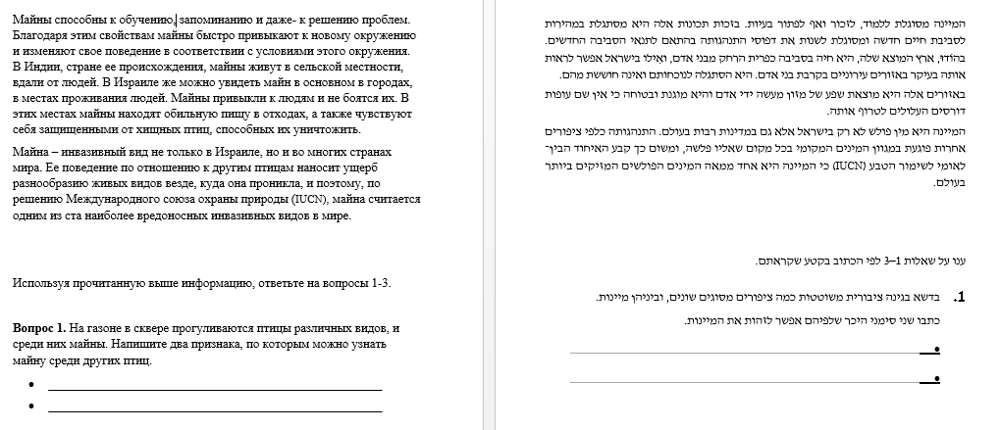 Майны способны к обучению, запоминанию и даже- к решению проблем.
Благодаря этим свойствам майны быстро привыкают к новому окружению
и изменяют свое поведение в соответствии с условиями этого окружения.
В Индии, стране ее происхождения, майны живут в сельской местности,
вдали от людей. В Израиле же можно увидеть майн в основном в городах,
в местах проживания людей. Майны привыкли к людям и не боятся их. В
этих местах майны находят обильную пищу в отходах, а также чувствуют
себя защищенными от хищных птиц, способных их уничтожить.
Майна – инвазивный вид не только в Израиле, но и во многих странах
мира. Ее поведение по отношению к другим птицам наносит ущерб
разнообразию живых видов везде, куда она проникла, и поэтому, по
решению Международного союза охраны природы (IUCN), майна считается
одним из ста наиболее вредоносных инвазивных видов в мире.
Используя прочитанную выше информацию, ответьте на вопросы 1-3.
Вопрос 1. На газоне в сквере прогуливаются птицы различных видов, и
среди них майны. Напишите два признака, по которым можно узнать
майну среди других птиц.
המיינה מסוגלת ללמוד, לזכור ואף לפתור בעיות. בזכות תכונות אלה היא מסתגלת במהירות
לסביבת חיים חדשה ומסוגלת לשנות את דפוסי התנהגותה בהתאם לתנאי הסביבה החדשים.
בהודו, ארץ המוצא שלה, היא חיה בסביבה כפרית הרחק מבני אדם, ואילו בישראל אפשר לראות
אותה בעיקר באזורים עירוניים בקרבת בני אדם. היא הסתגלה לנוכחותם ואינה חוששת מהם.
באזורים אלה היא מוצאת שפע של מזון מעשה ידי אדם והיא מוגנת ובטוחה כי אין שם עופות
דורסים העלולים לטרוף אותה.
המיינה היא מין פולש לא רק בישראל אלא גם במדינות רבות בעולם. התנהגותה כלפי ציפורים
אחרות פוגעת במגוון המינים המקומי בכל מקום שאליו פלשה, ומשום כך קבע האיחוד הבין־
לאומי לשימור הטבע (IUCN) כי המיינה היא אחד ממאה המינים הפולשים המזיקים ביותר
בעולם.
ענו על שאלות 1–3 לפי הכתוב בקטע שקראתם.
1. בדשא בגינה ציבורית משוטטות כמה ציפורים מסוגים שונים, וביניהן מיינות.
כתבו שני סימני היכר שלפיהם אפשר לזהות את המיינות.